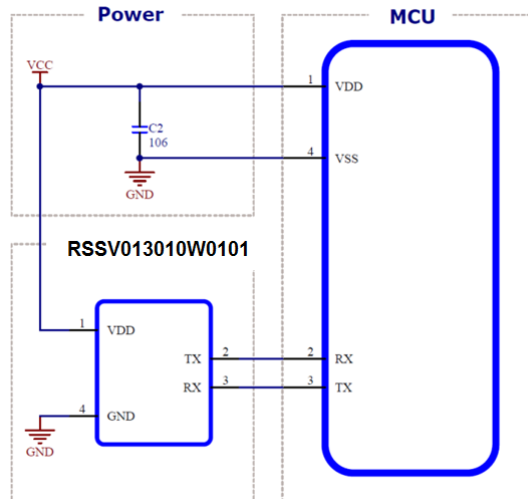 Power
MCU
VCC
1
VDD
C2
106
4
VSS
GND
RSSV013010W0101
1
VDD
TX
2
2
RX
RX
3
3
TX
4
GND
GND